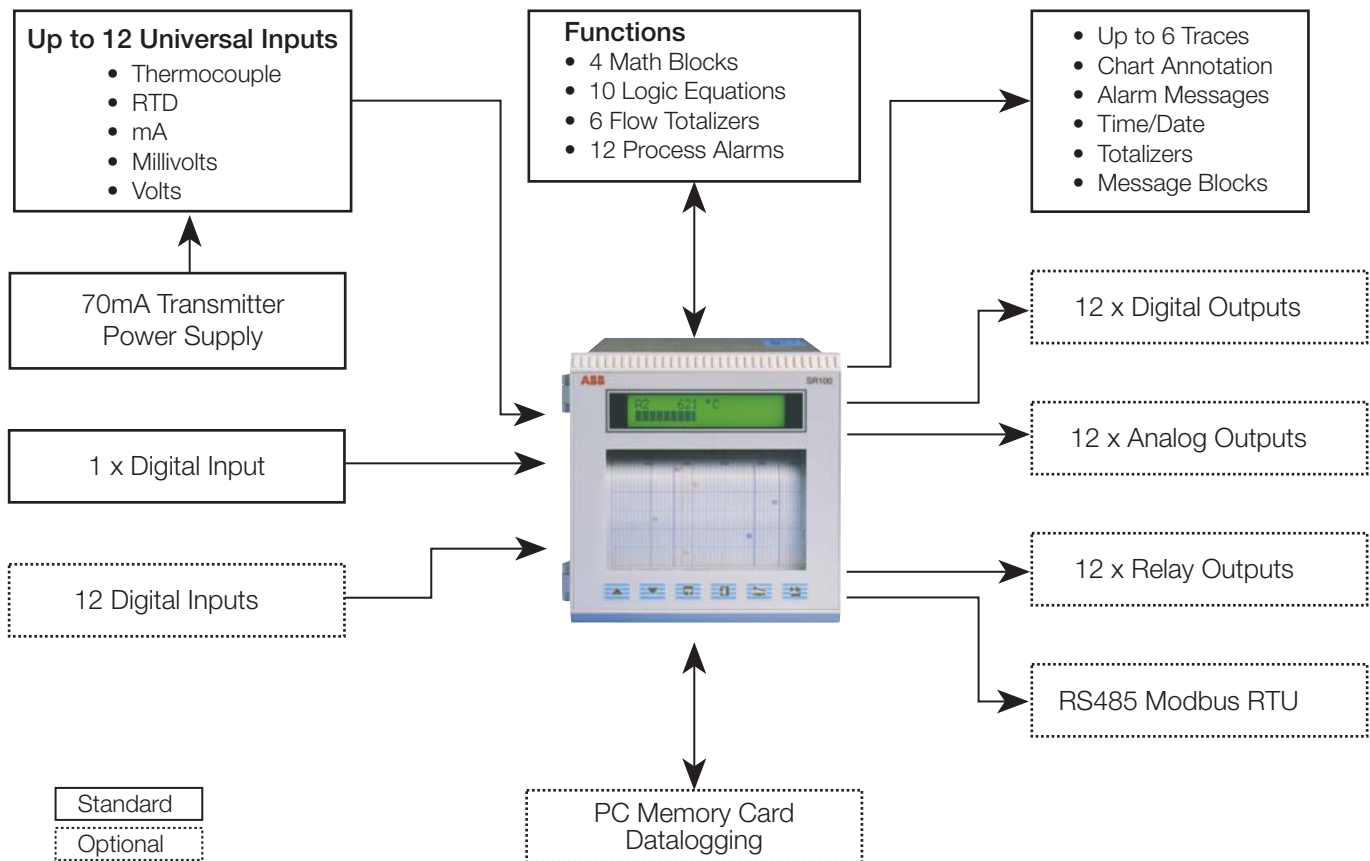 Up to 12 Universal Inputs
• Thermocouple
• RTD
• mA
• Millivolts
• Volts
70mA Transmitter
Power Supply
1 x Digital Input
12 Digital Inputs
Functions
• 4 Math Blocks
• 10 Logic Equations
• 6 Flow Totalizers
• 12 Process Alarms
ABB
SR100
R2 621 °C
• Up to 6 Traces
• Chart Annotation
• Alarm Messages
• Time/Date
• Totalizers
• Message Blocks
12 x Digital Outputs
12 x Analog Outputs
12 x Relay Outputs
RS485 Modbus RTU
PC Memory Card
Datalogging
Standard
Optional